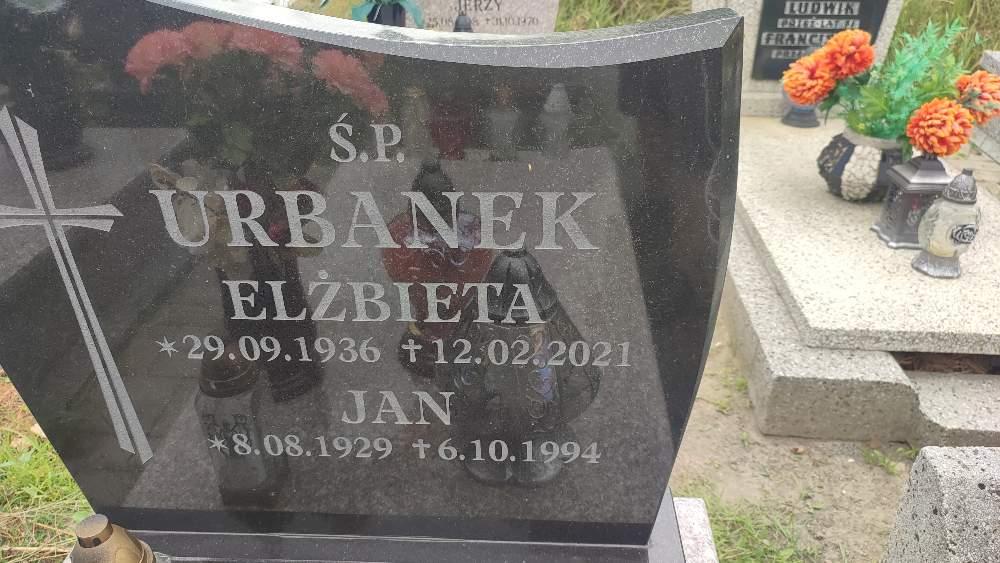 JERZY
LUDWIK
Ś.P.
URBANEK
ELŻBIETA
*29.09.1936 †12.02.2021
JAN
*8.08.1929 †6.10.1994